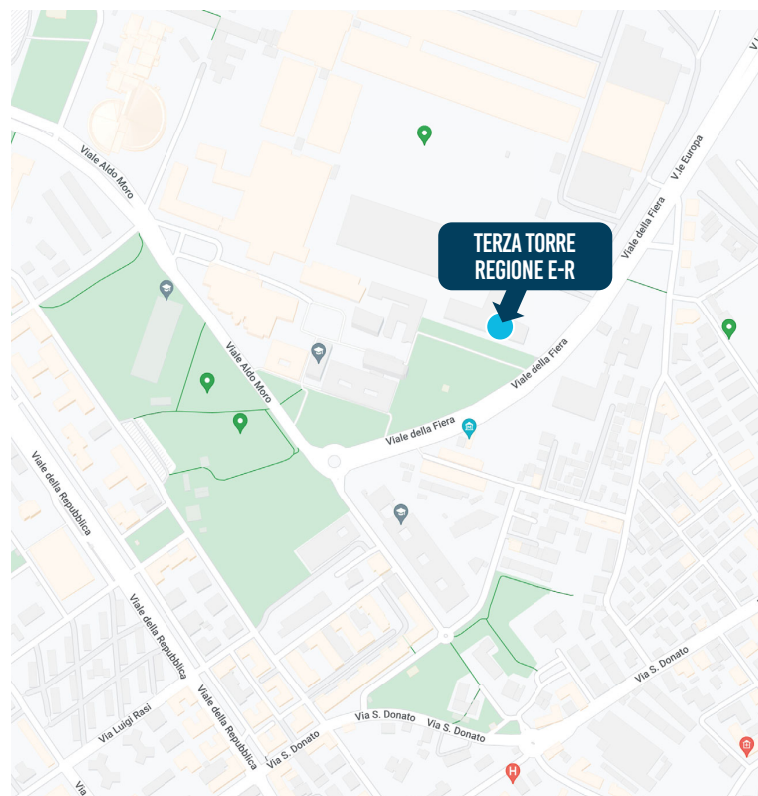 V.le Europa
Viale Aldo Moro
Viale della Fiera
TERZA TORRE
REGIONE E-R
Viale Aldo Moro
Viale della Fiera
Viale della Fiera
Viale della Repubblica
Viale della Repubblica
Via S. Donato
Viale della Repubblica
Via Luigi Rasi
Via S. Donato
Via S. Donato
Via S. Donato
H